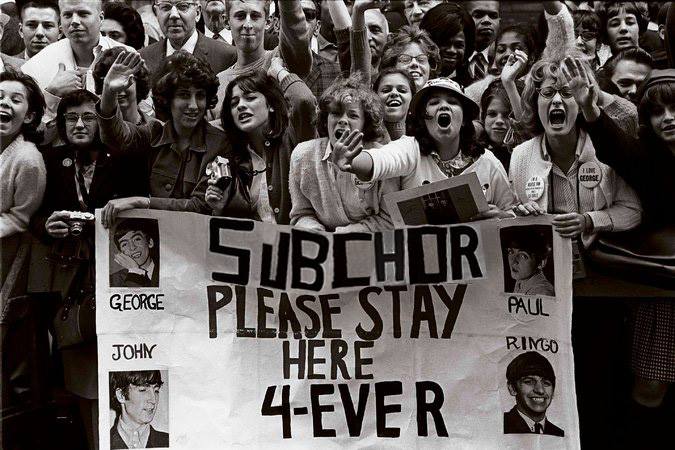 SUBCHOR
PLEASE STAY
HERE
4-EVER
GEORGE
PAUL
JOHN
RINGO
I LOVE
GEORGE